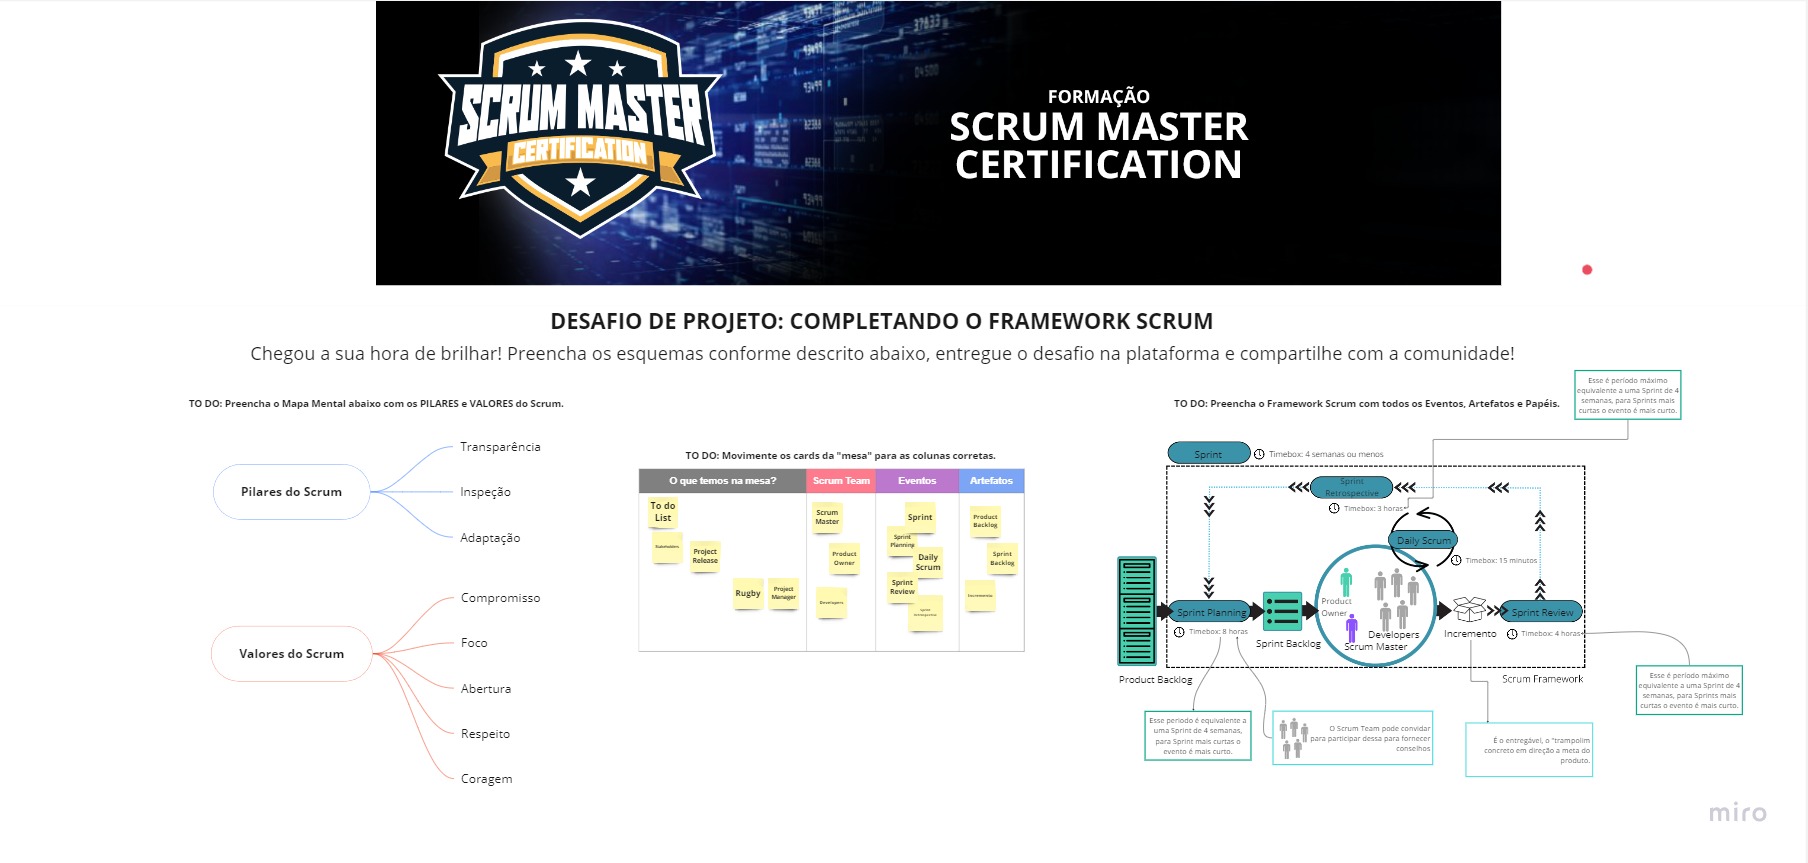 SCRUM MASTER
CERTIFICATION
FORMAÇÃO
SCRUM MASTER
CERTIFICATION
DESAFIO DE PROJETO: COMPLETANDO O FRAMEWORK SCRUM
Chegou a sua hora de brilhar! Preencha os esquemas conforme descrito abaixo, entregue o desafio na plataforma e compartilhe com a comunidade!
TO DO: Preencha o Mapa Mental abaixo com os PILARES e VALORES do Scrum.
Pilares do Scrum
Transparência
Inspeção
Adaptação
Valores do Scrum
Compromisso
Foco
Abertura
Respeito
Coragem
TO DO: Movimente os cards da "mesa" para as colunas corretas.
O que temos na mesa?
Scrum Team
Eventos
Artefatos
To do
List
Stakeholders
Project
Release
Rugby
Project
Manager
Scrum
Master
Product
Owner
Developers
Sprint
Sprint
Planning
Daily
Scrum
Sprint
Review
Sprint
Retrospective
Product
Backlog
Sprint
Backlog
Incremento
TO DO: Preencha o Framework Scrum com todos os Eventos, Artefatos e Papéis.
Esse é período máximo
equivalente a uma Sprint de 4
semanas, para Sprints mais
curtas o evento é mais curto.
Sprint
Timebox: 4 semanas ou menos
Sprint
Retrospective
Timebox: 3 horas
Daily Scrum
Timebox: 15 minutos
Product Backlog
Sprint Planning
Timebox: 8 horas
Sprint Backlog
Product
Owner
Developers
Scrum Master
Incremento
Sprint Review
Timebox: 4 horas
Scrum Framework
Esse é período máximo
equivalente a uma Sprint de 4
semanas, para Sprints mais
curtas o evento é mais curto.
Esse período é equivalente a
uma Sprint de 4 semanas,
para Sprint mais curtas o
evento é mais curto.
O Scrum Team pode convidar
para participar dessa para fornecer
conselhos
É o entregável, o "trampolim
concreto em direção a meta do
produto.
miro